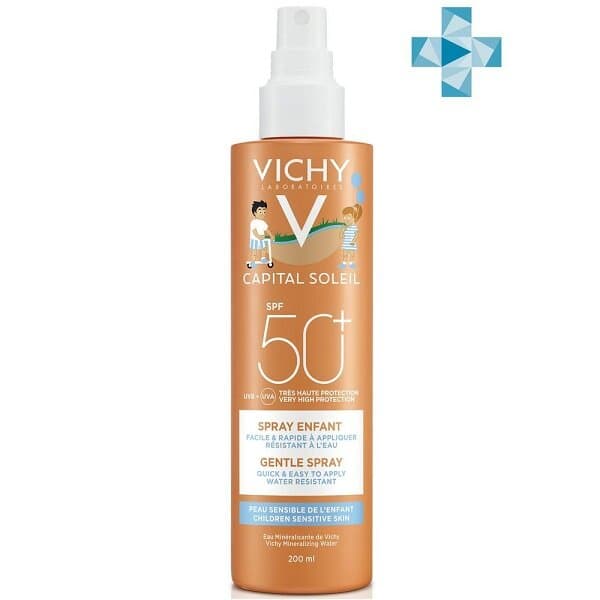 VICHY
LABORATOIRES
V
CAPITAL SOLEIL
SPF
50+
UVB + UVA
TRÈS HAUTE PROTECTION
VERY HIGH PROTECTION
SPRAY ENFANT
FACILE & RAPIDE À APPLIQUER
RÉSISTANT À L'EAU
GENTLE SPRAY
QUICK & EASY TO APPLY
WATER RESISTANT
PEAU SENSIBLE DE L'ENFANT
CHILDREN SENSITIVE SKIN
Eau Minéralisante de Vichy
Vichy Mineralizing Water
200 ml